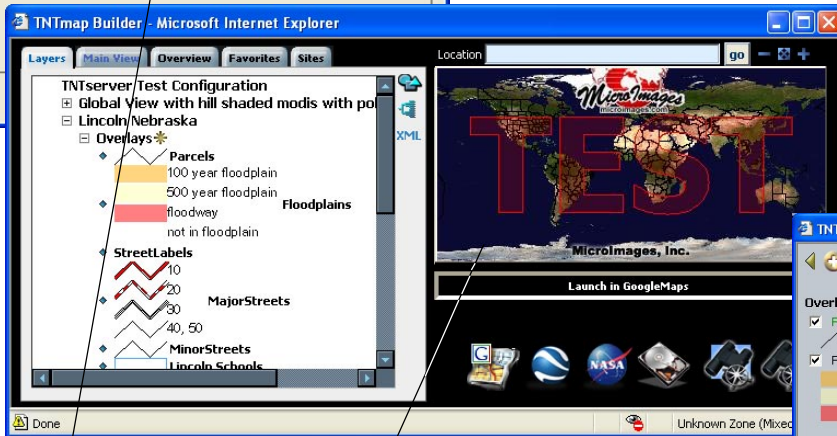 TNTmap Builder - Microsoft Internet Explorer
Layers Main View Overview Favorites Sites
Location go
TNTserver Test Configuration
Global View with hill shaded modis with pol
Lincoln Nebraska
Overlays
Parcels
100 year floodplain
500 year floodplain
floodway
Floodplains
not in floodplain
StreetLabels
10
20
MajorStreets
30
40, 50
MinorStreets
Lincoln Schools
XML
MicroImages
microimages.com
TEST
MicroImages, Inc.
Launch in GoogleMaps
G
NASA
Done
Unknown Zone (Mixed
TNT
Overl
F
F